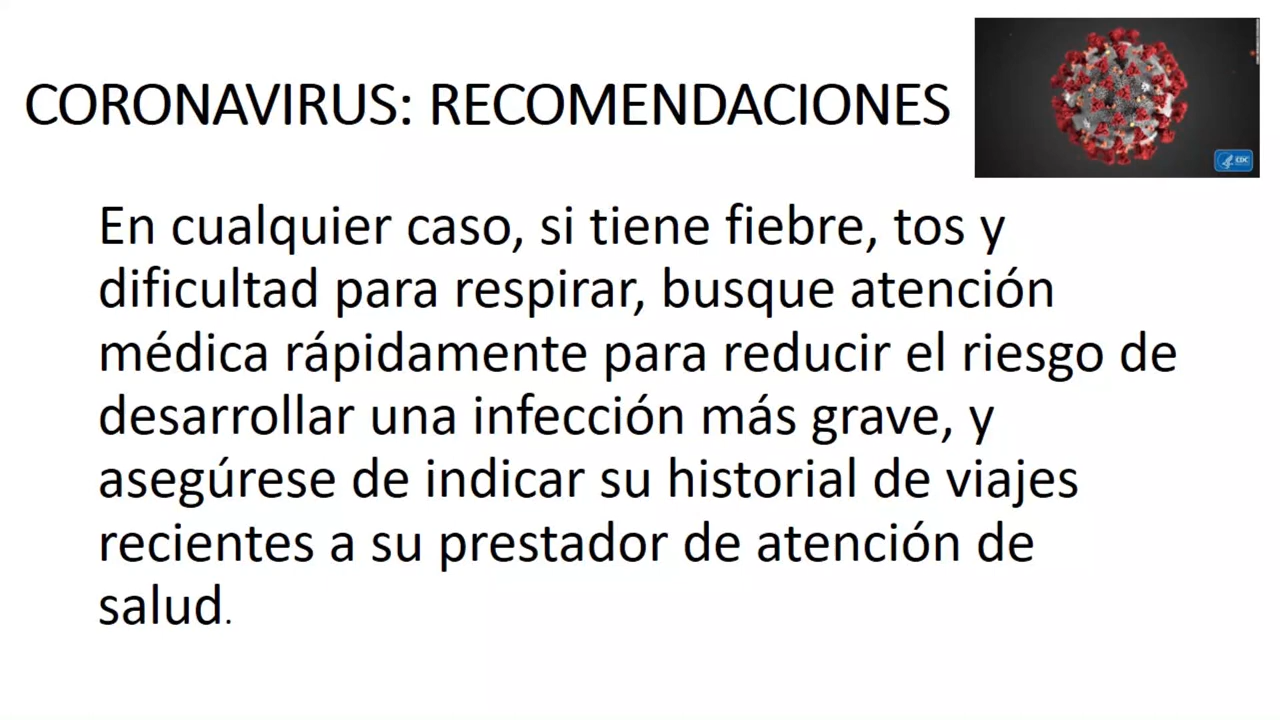 CORONAVIRUS: RECOMENDACIONES
En cualquier caso, si tiene fiebre, tos y
dificultad para respirar, busque atención
médica rápidamente para reducir el riesgo de
desarrollar una infección más grave, y
asegúrese de indicar su historial de viajes
recientes a su prestador de atención de
salud.